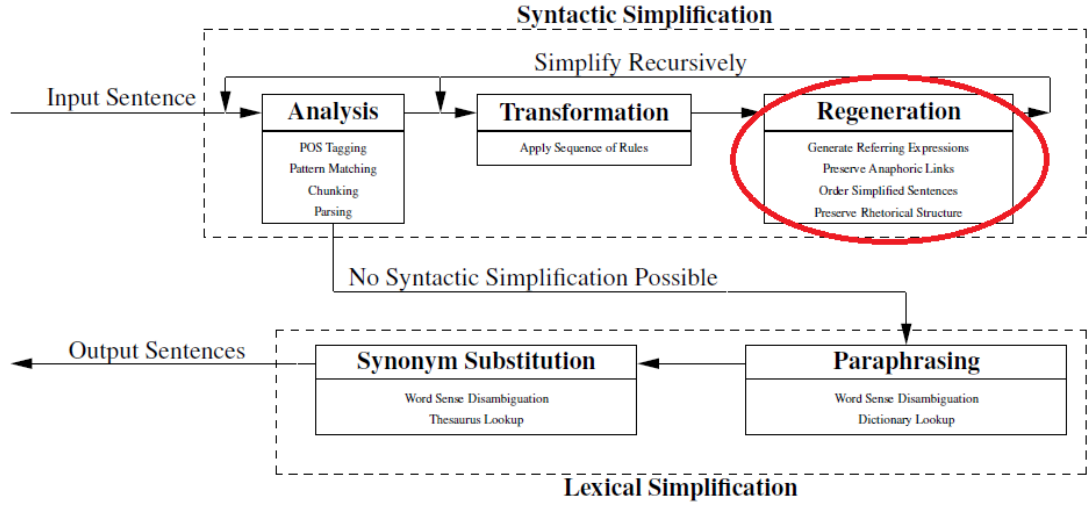 Syntactic Simplification
Simplify Recursively
Input Sentence
Analysis
POS Tagging
Pattern Matching
Chunking
Parsing
Transformation
Apply Sequence of Rules
Regeneration
Generate Referring Expressions
Preserve Anaphoric Links
Order Simplified Sentences
Preserve Rhetorical Structure
No Syntactic Simplification Possible
Output Sentences
Synonym Substitution
Word Sense Disambiguation
Thesaurus Lookup
Paraphrasing
Word Sense Disambiguation
Dictionary Lookup
Lexical Simplification